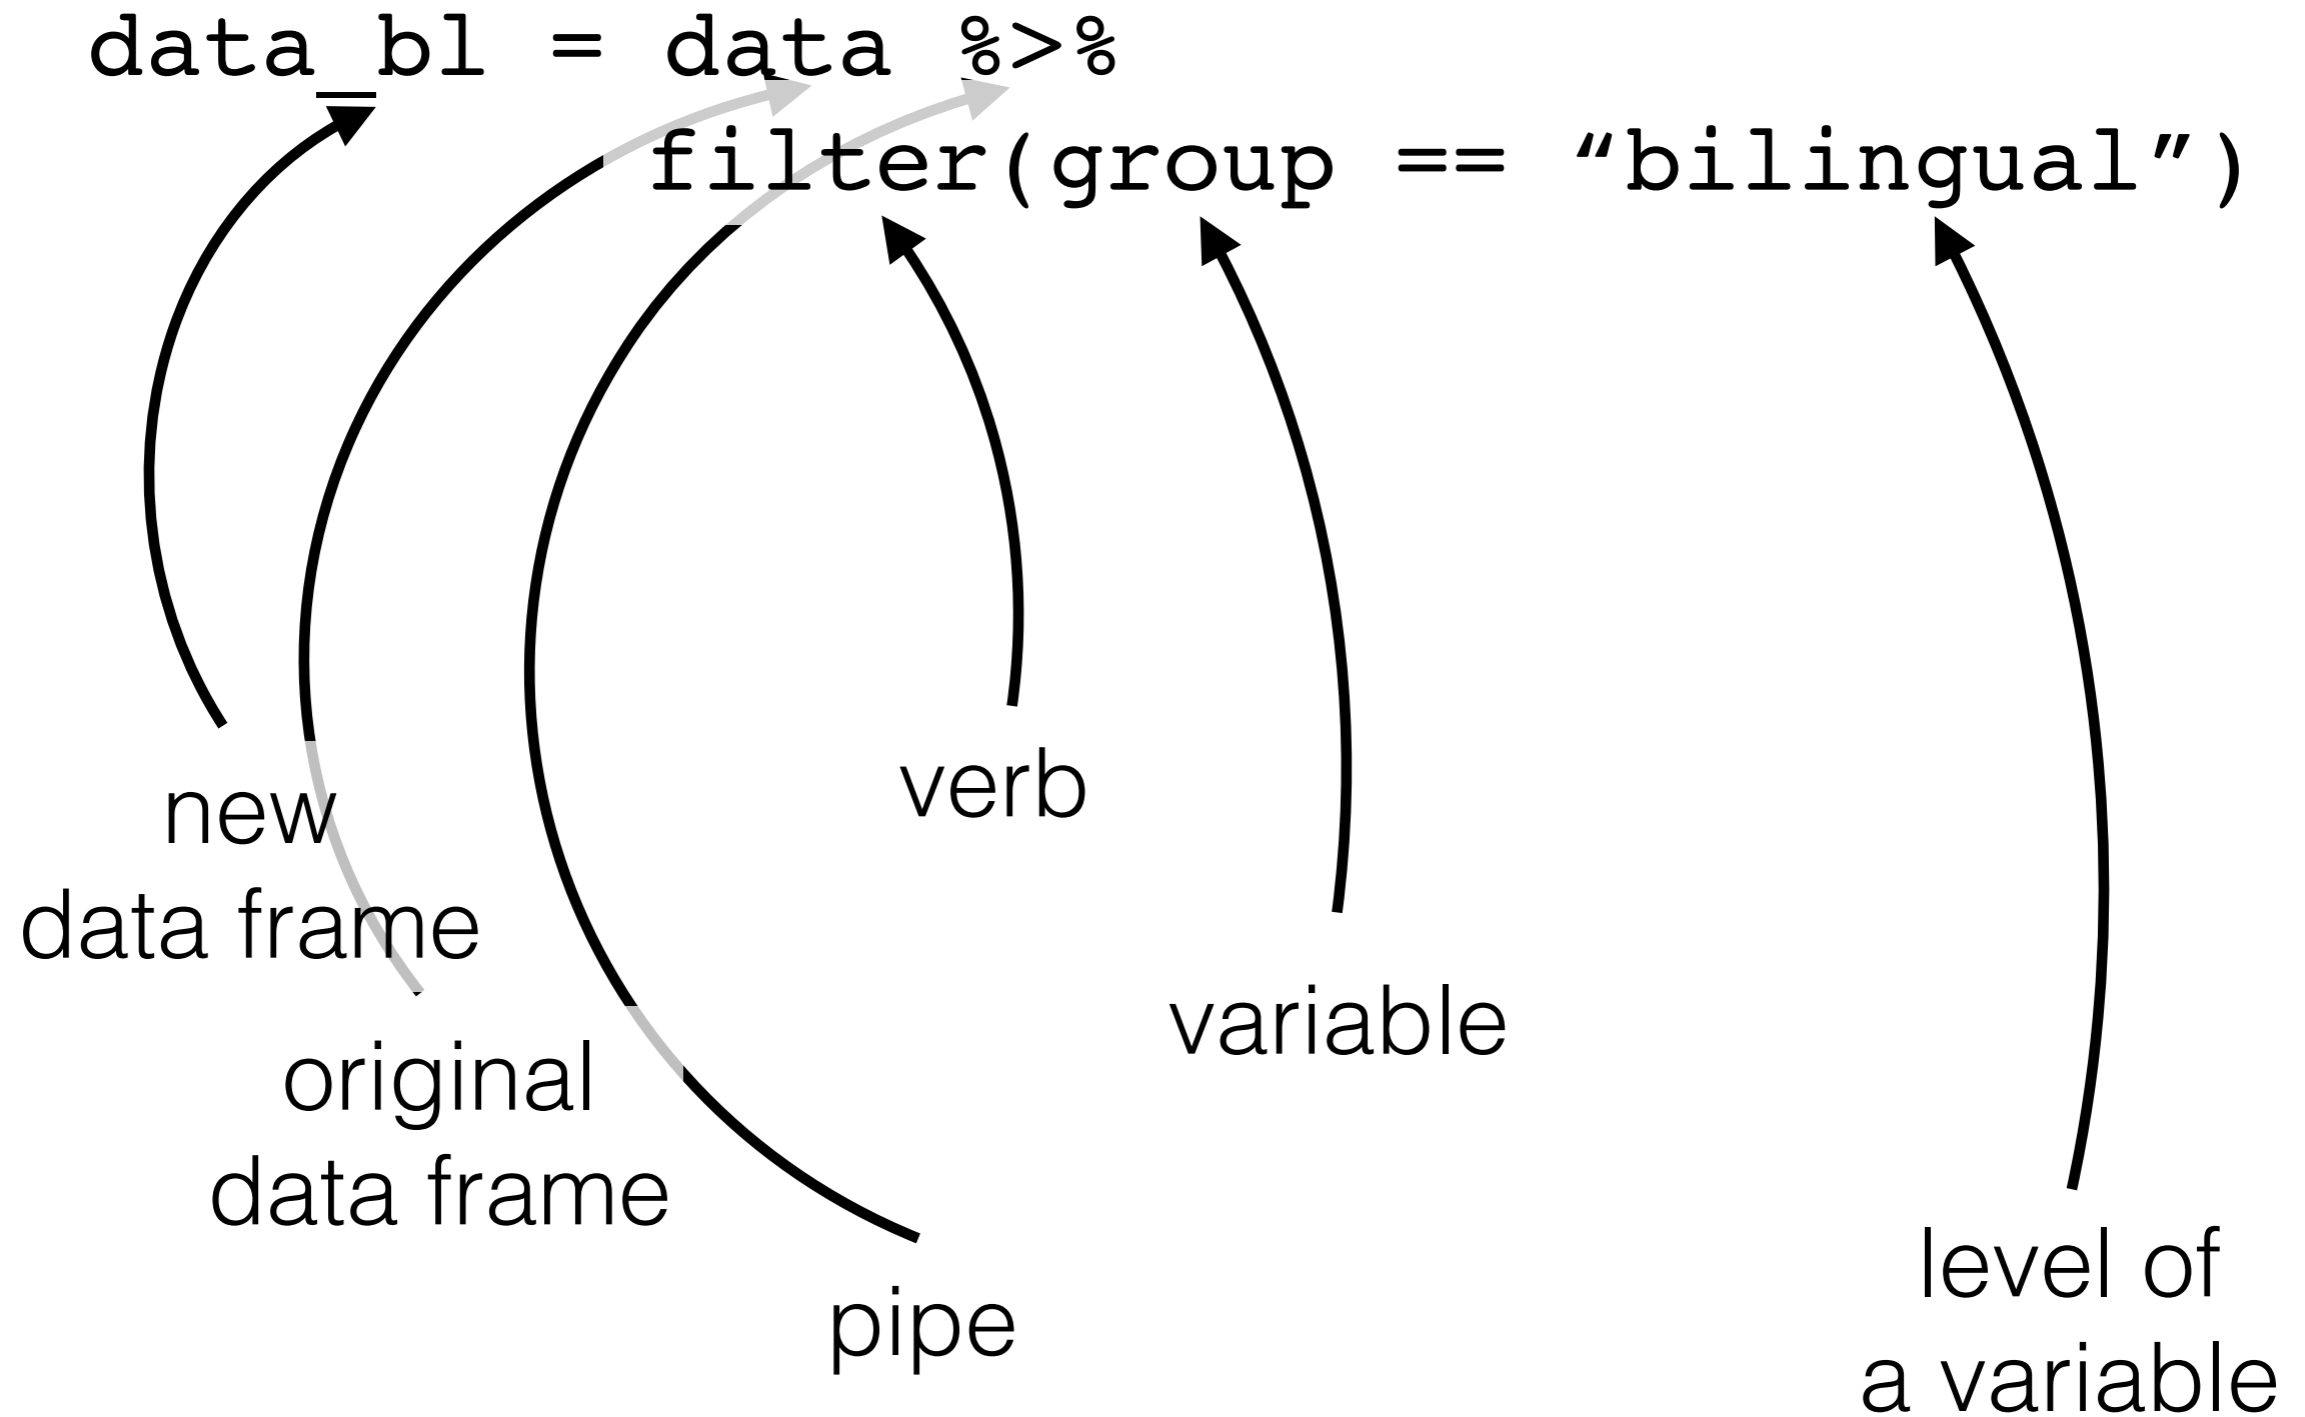 data_bl = data %>%
filter(group == “bilingual”)
new
data frame
original
data frame
pipe
verb
variable
level of
a variable